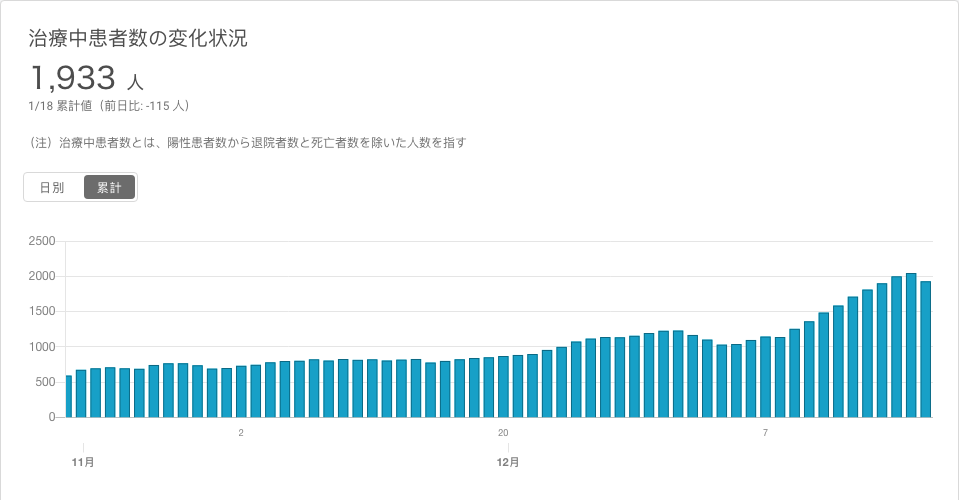 治療中患者数の変化状況
1,933 人
1/18 累計値（前日比: -115 人）
（注）治療中患者数とは、陽性患者数から退院者数と死亡者数を除いた人数を指す
日別 累計
2500
2000
1500
1000
500
0
2 20 7
11月 12月